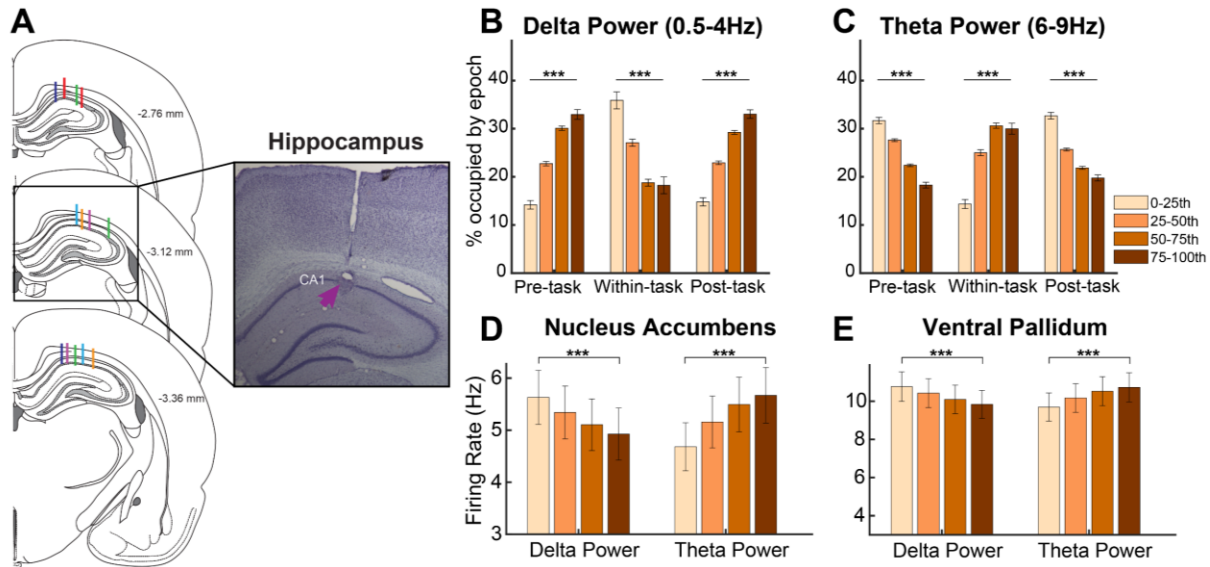 A
-2.76 mm
-3.12 mm
-3.36 mm
Hippocampus
CA1
B
Delta Power (0.5-4Hz)
% occupied by epoch
40
30
20
10
0
***
***
***
Pre-task
Within-task
Post-task
C
Theta Power (6-9Hz)
40
30
20
10
0
***
***
***
Pre-task
Within-task
Post-task
0-25th
25-50th
50-75th
75-100th
D
Nucleus Accumbens
Firing Rate (Hz)
6
5
4
3
***
***
Delta Power
Theta Power
E
Ventral Pallidum
10
8
6
4
***
***
Delta Power
Theta Power